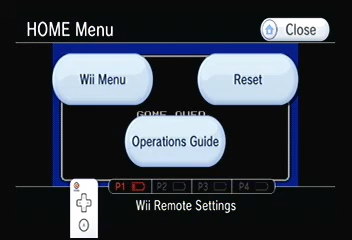 HOME Menu
Close
Wii Menu
Reset
GAME OVER
Operations Guide
P1 P2 P3 P4
Wii Remote Settings